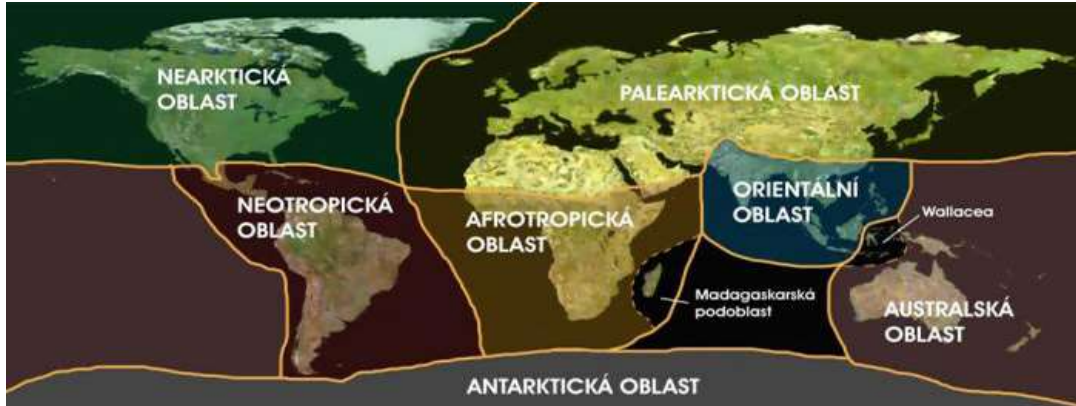 NEARKTICKÁ
OBLAST
PALEARKTICKÁ OBLAST
NEOTROPICKÁ
OBLAST
AFROTROPICKÁ
OBLAST
ORIENTÁLNÍ
OBLAST
Wallacea
Madagaskarská
podoblast
AUSTRALSKÁ
OBLAST
ANTARKTICKÁ OBLAST